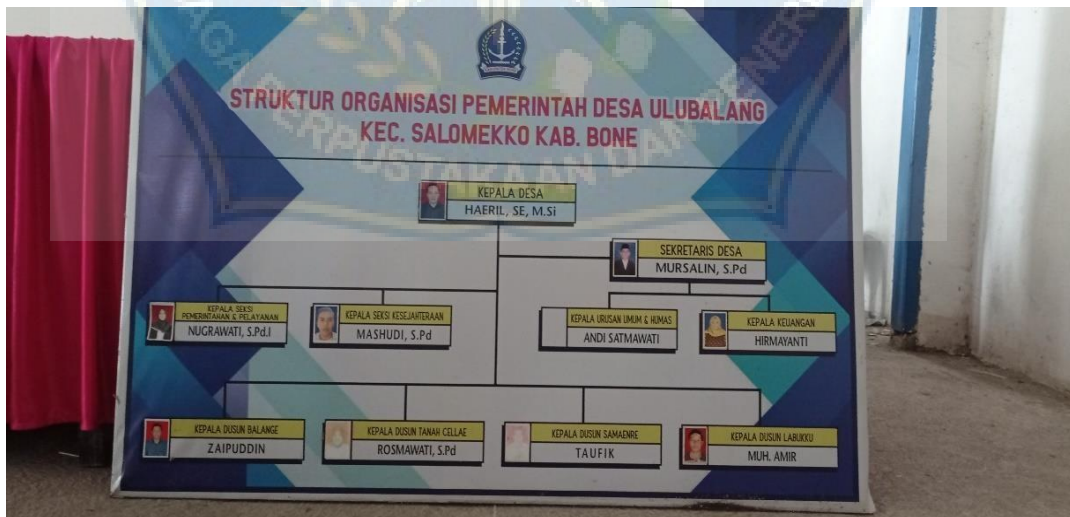 STRUKTUR ORGANISASI PEMERINTAH DESA ULUBALANG
KEC. SALOMEKKO KAB. BONE
KEPALA DESA
HAERIL, SE, M.Si
SEKRETARIS DESA
MURSALIN, S.Pd
KEPALA SEKSI
PEMERINTAHAN & PELAYANAN
NUGRAWATI, S.Pd.I
KEPALA SEKSI KESEJAHTERAAN
MASHUDI, S.Pd
KEPALA URUSAN UMUM & HUMAS
ANDI SATMAWATI
KEPALA KEUANGAN
HIRMAYANTI
KEPALA DUSUN BALANGE
ZAIPUDDIN
KEPALA DUSUN TANAH CELLAE
ROSMAWATI, S.Pd
KEPALA DUSUN SAMAENRE
TAUFIK
KEPALA DUSUN LABUKKU
MUH. AMIR
PERPUSTAKAAN DAN